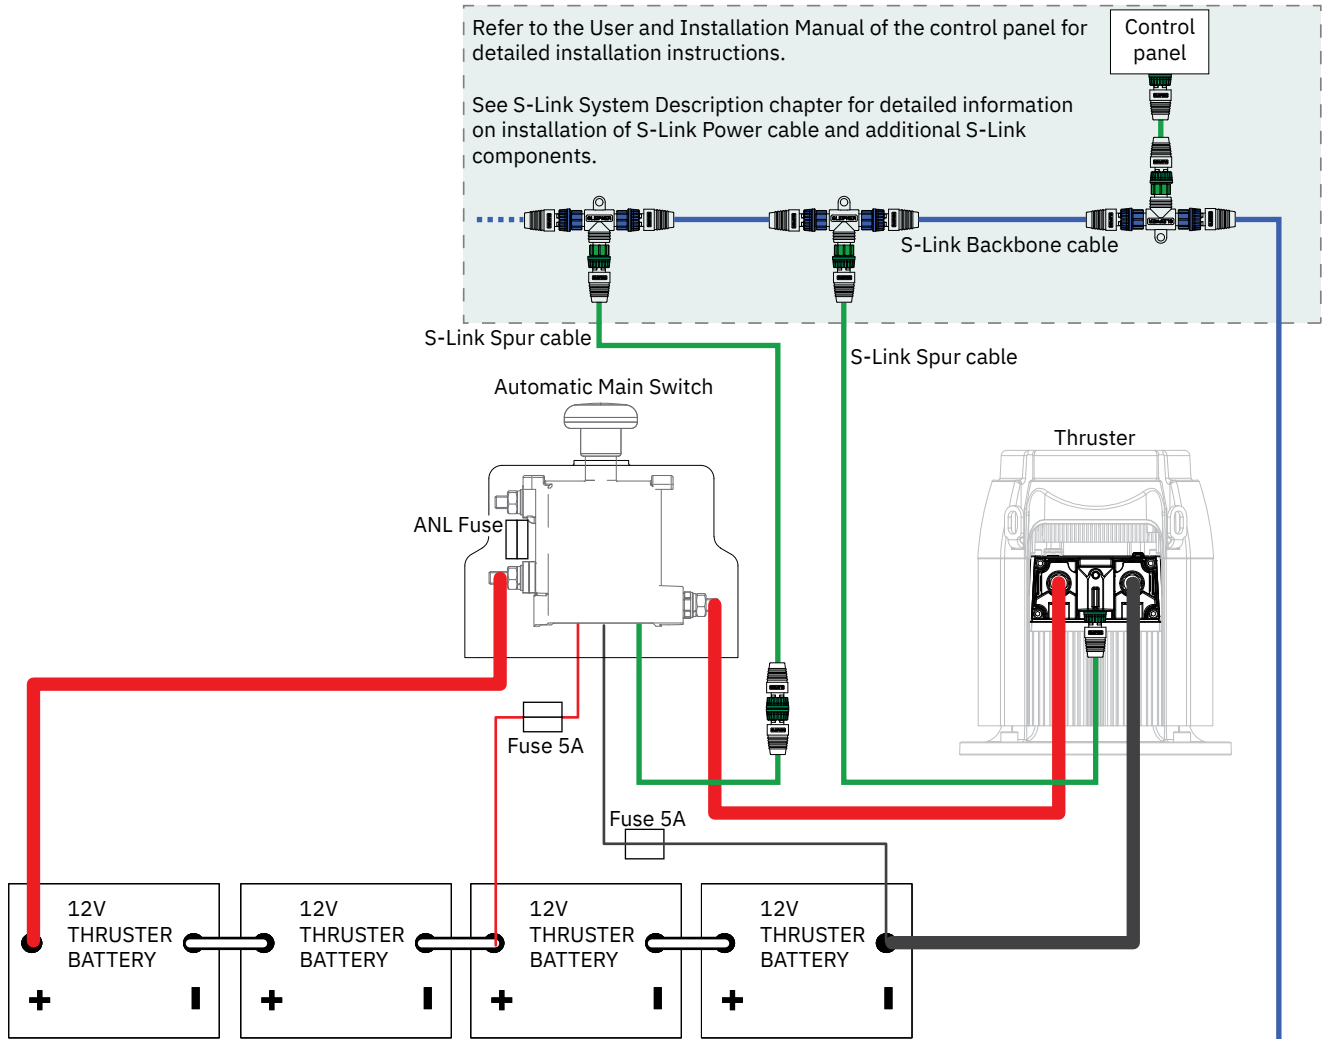 Refer to the User and Installation Manual of the control panel for
detailed installation instructions.
See S-Link System Description chapter for detailed information
on installation of S-Link Power cable and additional S-Link
components.
Control
panel
S-Link Backbone cable
S-Link Spur cable
S-Link Spur cable
Automatic Main Switch
Thruster
ANL Fuse
Fuse 5A
Fuse 5A
12V
THRUSTER
BATTERY
+
-
12V
THRUSTER
BATTERY
+
-
12V
THRUSTER
BATTERY
+
-
12V
THRUSTER
BATTERY
+
-